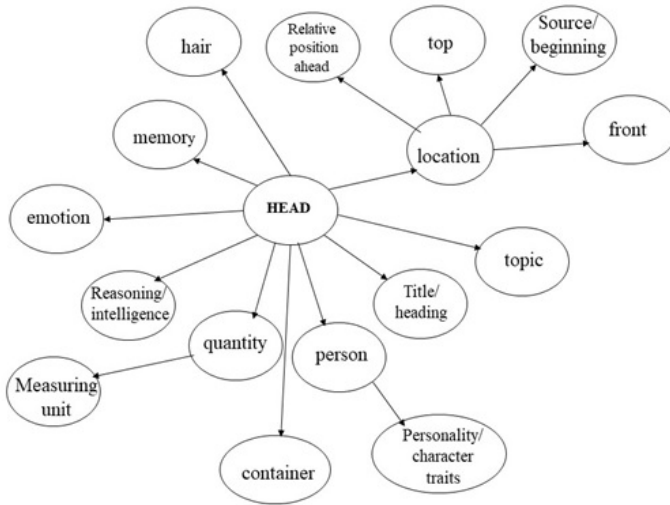 hair
Relative
position
ahead
top
Source/
beginning
front
memory
location
HEAD
emotion
topic
Reasoning/
intelligence
Title/
heading
quantity
person
Measuring
unit
Personality/
character
traits
container